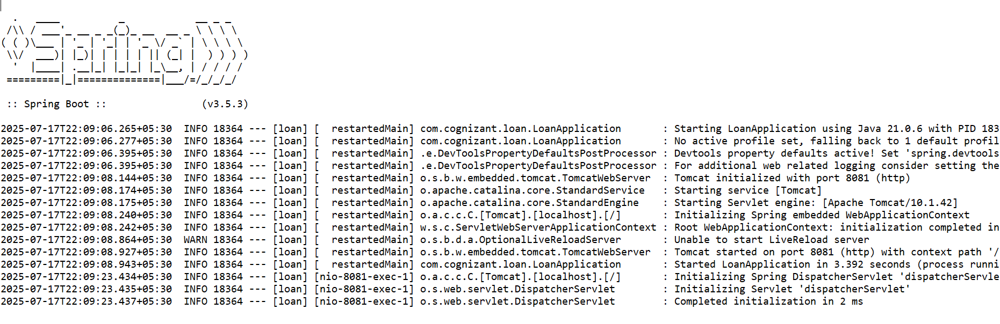 .   ____          _            __ _ _
 /\\ / ___'_ __ _ _(_)_ __  __ _ \ \ \ \
( ( )\___ | '_ | '_| | '_ \/ _` | \ \ \ \
 \\/  ___)| |_)| | | | | || (_| |  ) ) ) )
  '  |____| .__|_| |_|_| |_\__, | / / / /
 =========|_|==============|___/=/_/_/_/

 :: Spring Boot ::                (v3.5.3)

2025-07-17T22:09:06.265+05:30  INFO 18364 --- [loan] [  restartedMain] com.cognizant.loan.LoanApplication       : Starting LoanApplication using Java 21.0.6 with PID 183
2025-07-17T22:09:06.277+05:30  INFO 18364 --- [loan] [  restartedMain] com.cognizant.loan.LoanApplication       : No active profile set, falling back to 1 default profil
2025-07-17T22:09:06.395+05:30  INFO 18364 --- [loan] [  restartedMain] .e.DevToolsPropertyDefaultsPostProcessor : Devtools property defaults active! Set 'spring.devtools
2025-07-17T22:09:06.395+05:30  INFO 18364 --- [loan] [  restartedMain] .e.DevToolsPropertyDefaultsPostProcessor : For additional web related logging consider setting the
2025-07-17T22:09:08.144+05:30  INFO 18364 --- [loan] [  restartedMain] o.s.b.w.embedded.tomcat.TomcatWebServer  : Tomcat initialized with port 8081 (http)
2025-07-17T22:09:08.174+05:30  INFO 18364 --- [loan] [  restartedMain] o.apache.catalina.core.StandardService   : Starting service [Tomcat]
2025-07-17T22:09:08.175+05:30  INFO 18364 --- [loan] [  restartedMain] o.apache.catalina.core.StandardEngine    : Starting Servlet engine: [Apache Tomcat/10.1.42]
2025-07-17T22:09:08.240+05:30  INFO 18364 --- [loan] [  restartedMain] o.a.c.c.C.[Tomcat].[localhost].[/]       : Initializing Spring embedded WebApplicationContext
2025-07-17T22:09:08.242+05:30  INFO 18364 --- [loan] [  restartedMain] w.s.c.ServletWebServerApplicationContext : Root WebApplicationContext: initialization completed in
2025-07-17T22:09:08.864+05:30  WARN 18364 --- [loan] [  restartedMain] o.s.b.d.a.OptionalLiveReloadServer       : Unable to start LiveReload server
2025-07-17T22:09:08.927+05:30  INFO 18364 --- [loan] [  restartedMain] o.s.b.w.embedded.tomcat.TomcatWebServer  : Tomcat started on port 8081 (http) with context path '/
2025-07-17T22:09:08.943+05:30  INFO 18364 --- [loan] [  restartedMain] com.cognizant.loan.LoanApplication       : Started LoanApplication in 3.392 seconds (process runni
2025-07-17T22:09:23.434+05:30  INFO 18364 --- [loan] [nio-8081-exec-1] o.a.c.c.C.[Tomcat].[localhost].[/]       : Initializing Spring DispatcherServlet 'dispatcherServle
2025-07-17T22:09:23.435+05:30  INFO 18364 --- [loan] [nio-8081-exec-1] o.s.web.servlet.DispatcherServlet        : Initializing Servlet 'dispatcherServlet'
2025-07-17T22:09:23.437+05:30  INFO 18364 --- [loan] [nio-8081-exec-1] o.s.web.servlet.DispatcherServlet        : Completed initialization in 2 ms